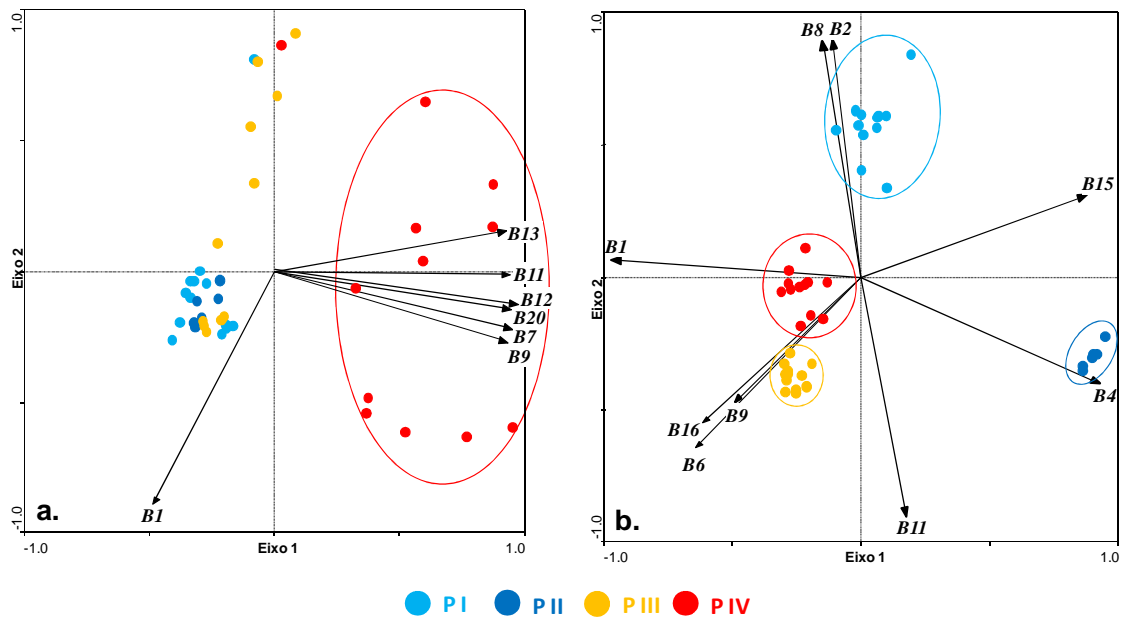 1.0
Eixo 2
-1.0
B13
B11
B12
B20
B7
B9
B1
a.
-1.0
Eixo 1
1.0
1.0
Eixo 2
-1.0
B8 B2
B15
B1
B4
B9
B16
B6
B11
b.
-1.0
Eixo 1
1.0
P I P II P III P IV